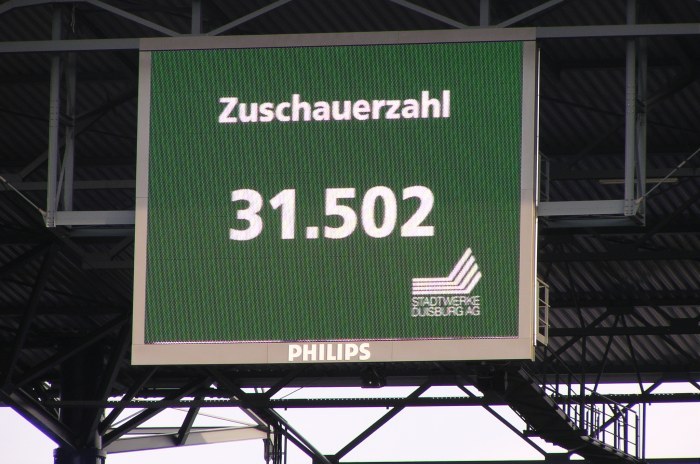 Zuschauerzahl
31.502
STADTWERKE
DUISBURG AG
PHILIPS